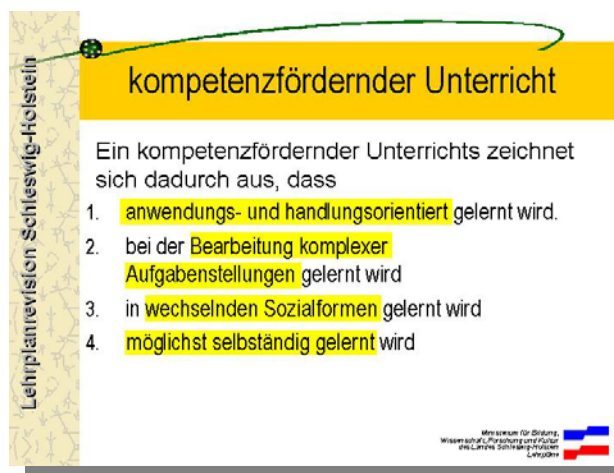 kompetenzfördernder Unterricht
Lehrplanrevision Schleswig-Holstein
Ein kompetenzfördernder Unterrichts zeichnet
sich dadurch aus, dass
1. anwendungs- und handlungsorientiert gelernt wird.
2. bei der Bearbeitung komplexer
Aufgabenstellungen gelernt wird
3. in wechselnden Sozialformen gelernt wird
4. möglichst selbständig gelernt wird
Ministerium für Bildung,
Wissenschaft, Forschung und Kultur
des Landes Schleswig-Holstein
Lehrpläne